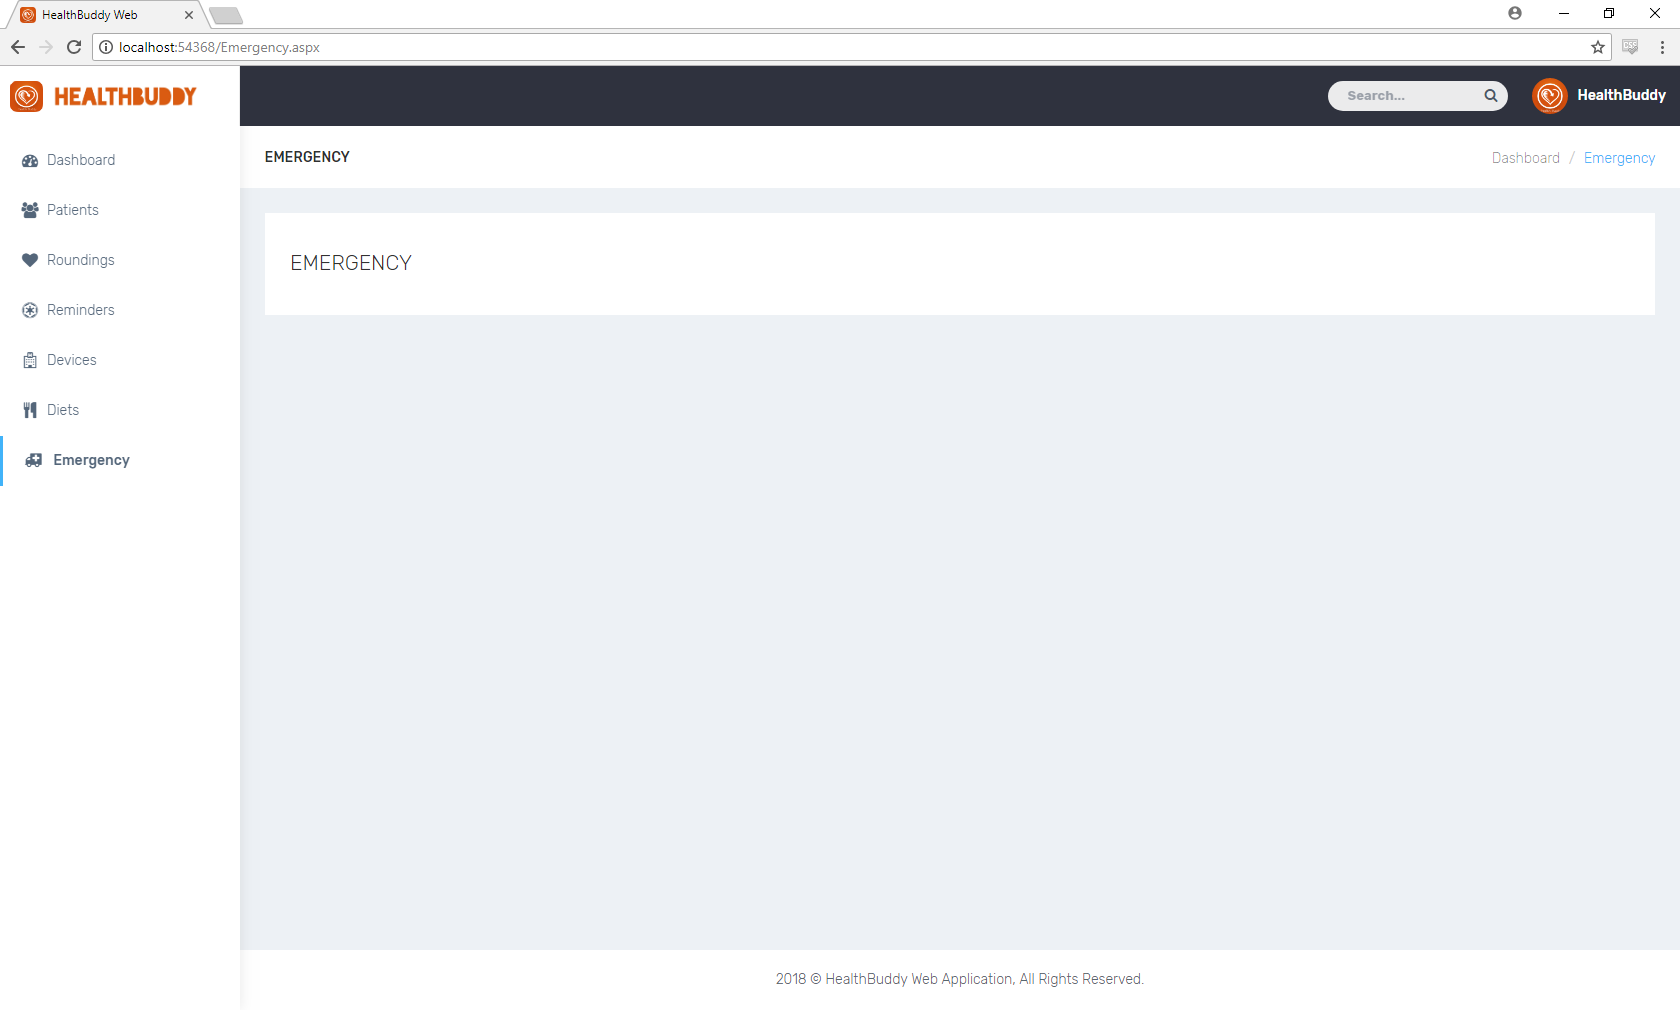 HealthBuddy Web
localhost:54368/Emergency.aspx
HEALTHBUDDY
Search...
HealthBuddy
EMERGENCY
Dashboard / Emergency
Dashboard
Patients
Roundings
Reminders
Devices
Diets
Emergency
EMERGENCY
2018 © HealthBuddy Web Application, All Rights Reserved.